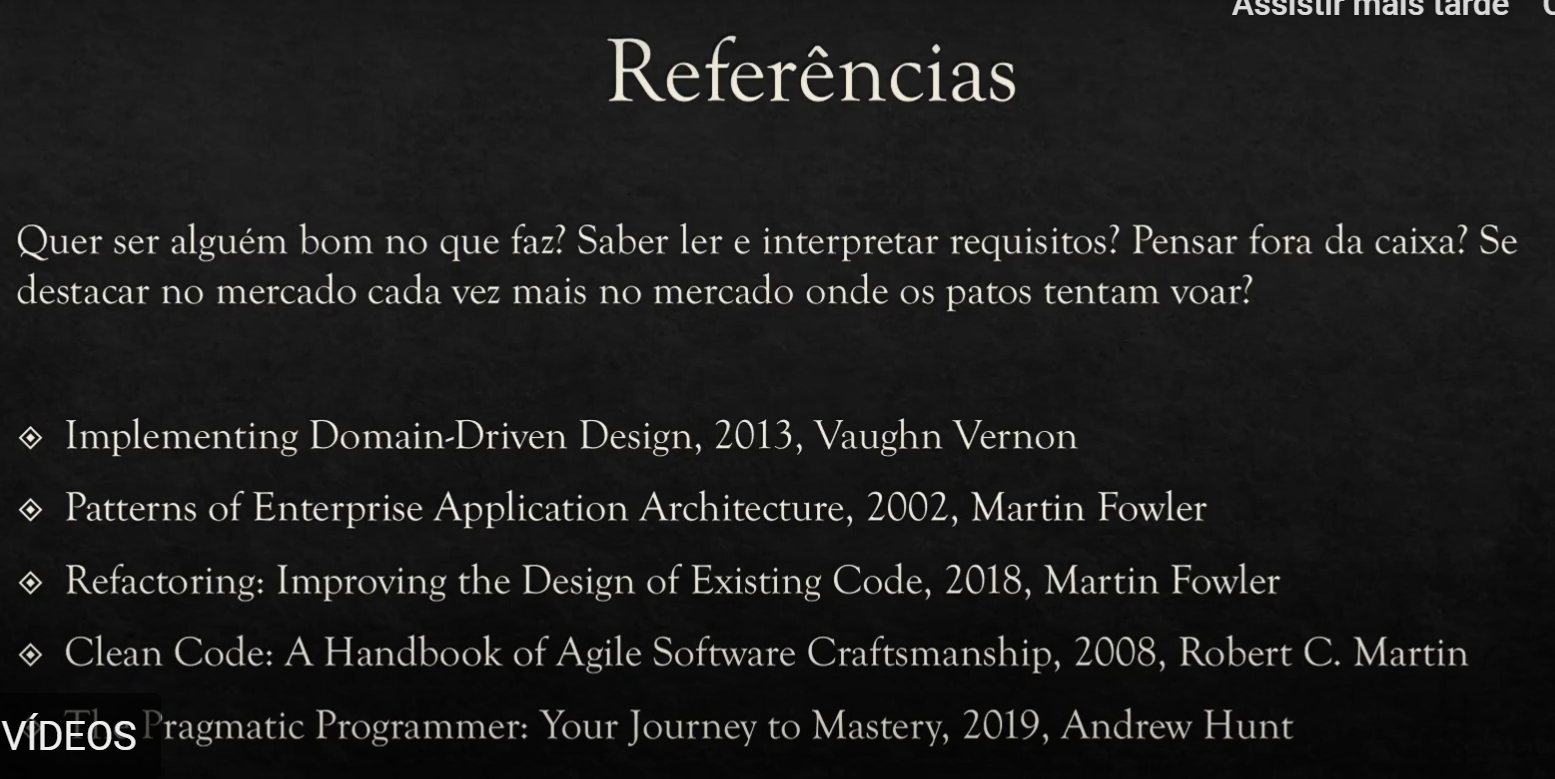 Assistir mais tarde
Referências
Quer ser alguém bom no que faz? Saber ler e interpretar requisitos? Pensar fora da caixa? Se
destacar no mercado cada vez mais no mercado onde os patos tentam voar?
Implementing Domain-Driven Design, 2013, Vaughn Vernon
Patterns of Enterprise Application Architecture, 2002, Martin Fowler
Refactoring: Improving the Design of Existing Code, 2018, Martin Fowler
Clean Code: A Handbook of Agile Software Craftsmanship, 2008, Robert C. Martin
The Pragmatic Programmer: Your Journey to Mastery, 2019, Andrew Hunt
VÍDEOS